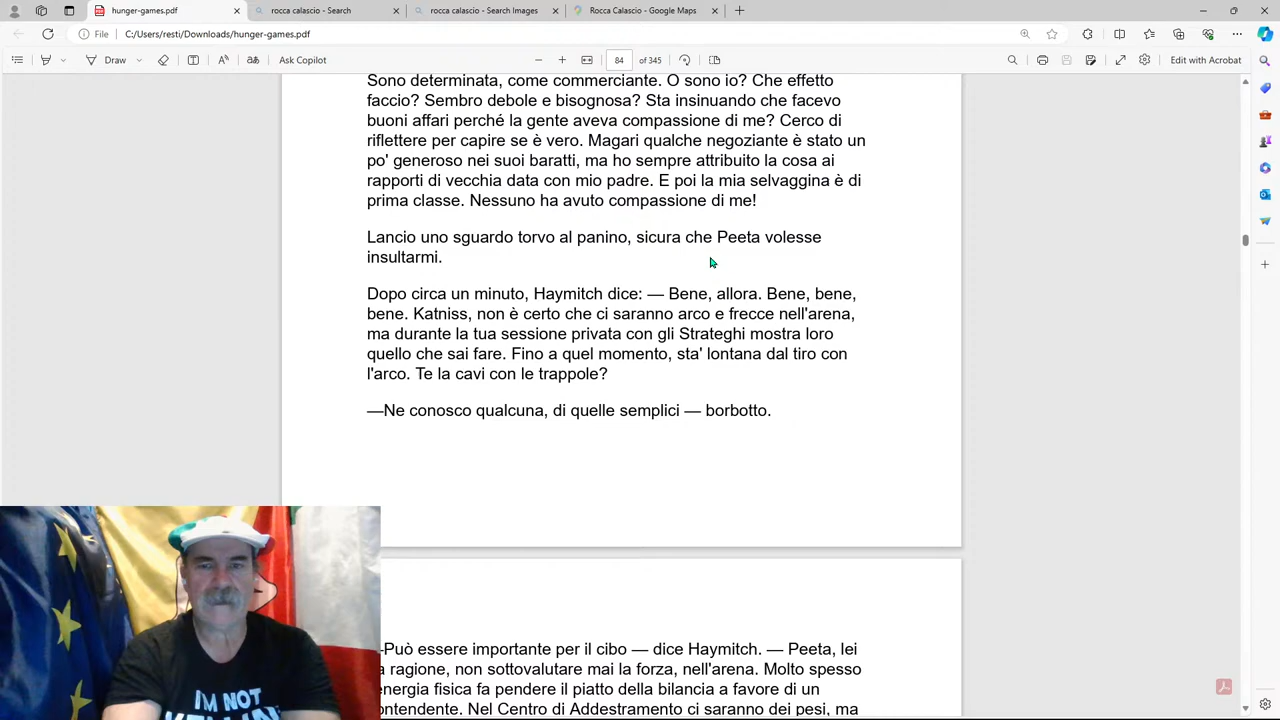 hunger-games.pdf
rocca calascio - Search
rocca calascio - Search Images
Rocca Calascio - Google Maps
File
C:/Users/resti/Downloads/hunger-games.pdf
Draw
Ask Copilot
84
of 345
Edit with Acrobat
Sono determinata, come commerciante. O sono io? Che effetto
faccio? Sembro debole e bisognosa? Sta insinuando che facevo
buoni affari perché la gente aveva compassione di me? Cerco di
riflettere per capire se è vero. Magari qualche negoziante è stato un
po' generoso nei suoi baratti, ma ho sempre attribuito la cosa ai
rapporti di vecchia data con mio padre. E poi la mia selvaggina è di
prima classe. Nessuno ha avuto compassione di me!
Lancio uno sguardo torvo al panino, sicura che Peeta volesse
insultarmi.
Dopo circa un minuto, Haymitch dice: — Bene, allora. Bene, bene,
bene. Katniss, non è certo che ci saranno arco e frecce nell'arena,
ma durante la tua sessione privata con gli Strateghi mostra loro
quello che sai fare. Fino a quel momento, sta' lontana dal tiro con
l'arco. Te la cavi con le trappole?
—Ne conosco qualcuna, di quelle semplici — borbotto.
Può essere importante per il cibo — dice Haymitch. — Peeta, lei
ragione, non sottovalutare mai la forza, nell'arena. Molto spesso
energia fisica fa pendere il piatto della bilancia a favore di un
ontendente. Nel Centro di Addestramento ci saranno dei pesi, ma
I'M NOT